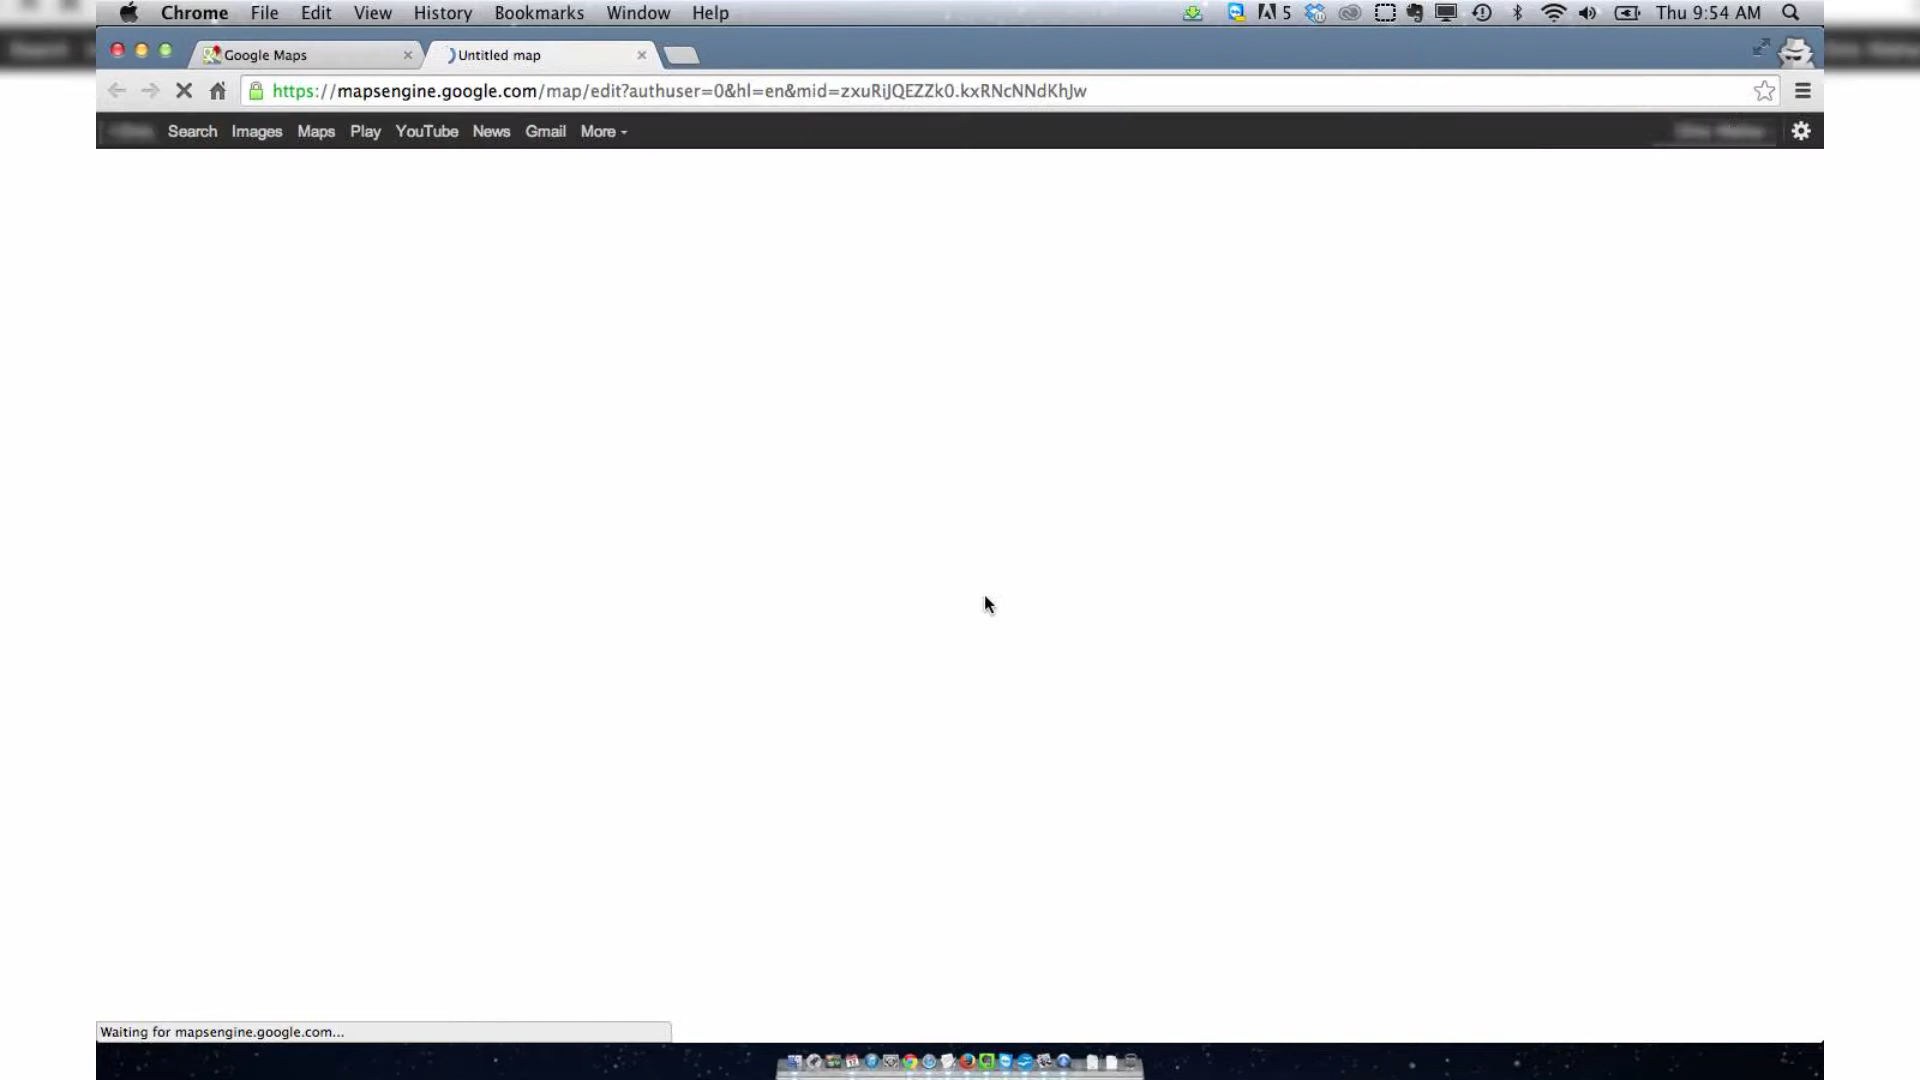 Chrome File Edit View History Bookmarks Window Help 5 Thu 9:54 AM
Google Maps Untitled map
https://mapsengine.google.com/map/edit?authuser=0&hl=en&mid=zxuRiJQEZZk0.kxRNcNNdKhJw
Search Images Maps Play YouTube News Gmail More
Waiting for mapsengine.google.com...